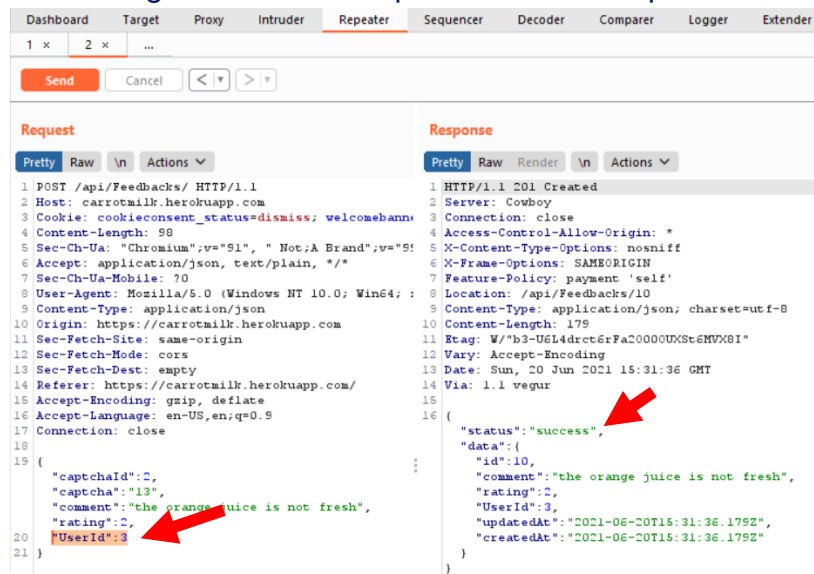 Dashboard Target Proxy Intruder Repeater Sequencer Decoder Comparer Logger Extender
1 × 2 × ...
Send Cancel < >
Request
Pretty Raw \n Actions
1 POST /api/Feedbacks/ HTTP/1.1
2 Host: carrotmilk.herokuapp.com
3 Cookie: cookieconsent_status=dismiss; welcomebanne
4 Content-Length: 98
5 Sec-Ch-Ua: "Chromium";v="91", " Not;A Brand";v="99
6 Accept: application/json, text/plain, */*
7 Sec-Ch-Ua-Mobile: ?0
8 User-Agent: Mozilla/5.0 (Windows NT 10.0; Win64;
9 Content-Type: application/json
10 Origin: https://carrotmilk.herokuapp.com
11 Sec-Fetch-Site: same-origin
12 Sec-Fetch-Mode: cors
13 Sec-Fetch-Dest: empty
14 Referer: https://carrotmilk.herokuapp.com/
15 Accept-Encoding: gzip, deflate
16 Accept-Language: en-US,en;q=0.9
17 Connection: close
18
19 {
"captchaId":2,
"captcha":"13",
"comment":"the orange juice is not fresh",
"rating":2,
20 "UserId":3
21 }
Response
Pretty Raw Render \n Actions
1 HTTP/1.1 201 Created
2 Server: Cowboy
3 Connection: close
4 Access-Control-Allow-Origin: *
5 X-Content-Type-Options: nosniff
6 X-Frame-Options: SAMEORIGIN
7 Feature-Policy: payment 'self'
8 Location: /api/Feedbacks/10
9 Content-Type: application/json; charset=utf-8
10 Content-Length: 179
11 Etag: W/"b3-U6L4drct6rFa20000UXSt6MVX8I"
12 Vary: Accept-Encoding
13 Date: Sun, 20 Jun 2021 15:31:36 GMT
14 Via: 1.1 vegur
15
16 {
"status":"success",
"data":{
"id":10,
"comment":"the orange juice is not fresh",
"rating":2,
"UserId":3,
"updatedAt":"2021-06-20T15:31:36.179Z",
"createdAt":"2021-06-20T15:31:36.179Z"
}
}